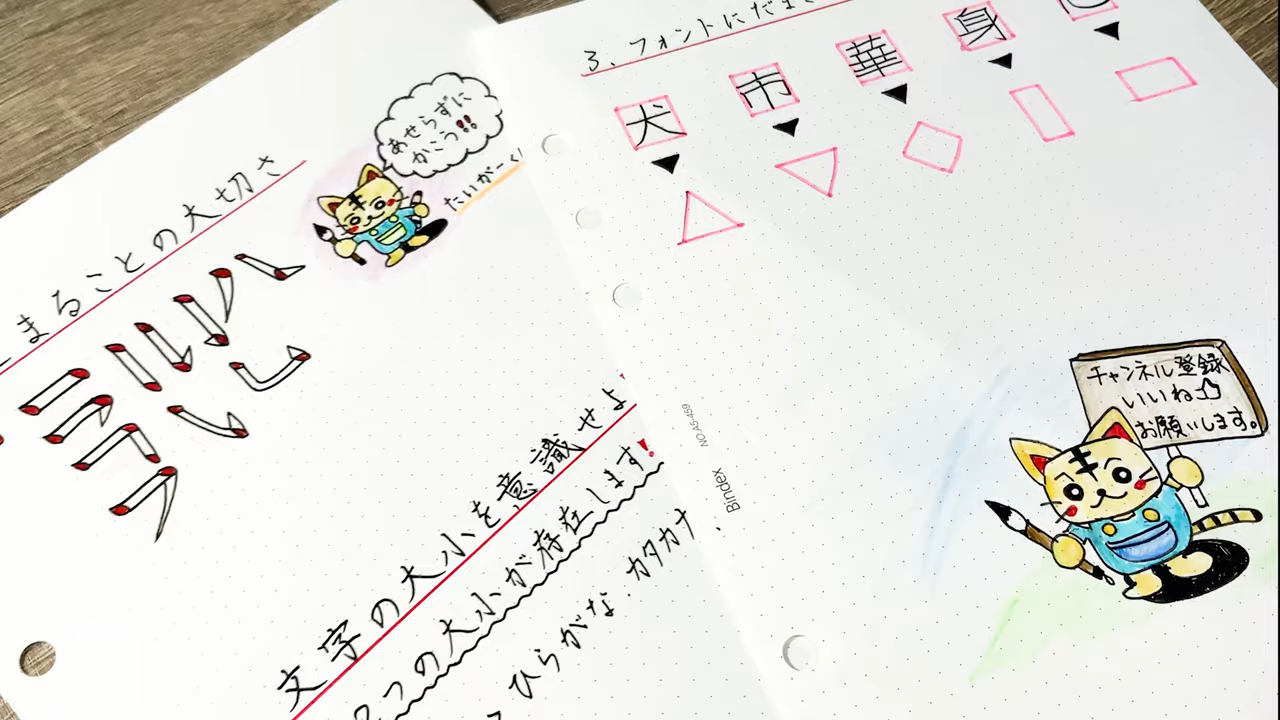 まることの大切さ
あせらずに
かこう!!
たいがーくん
文字の大小を意識せよ
2つの大小が存在します!
ひらがな.カタカナ.
3、フォントにだま
犬
市
華
身
NO.A5-459
Bindex
チャンネル登録
いいね
お願いします。